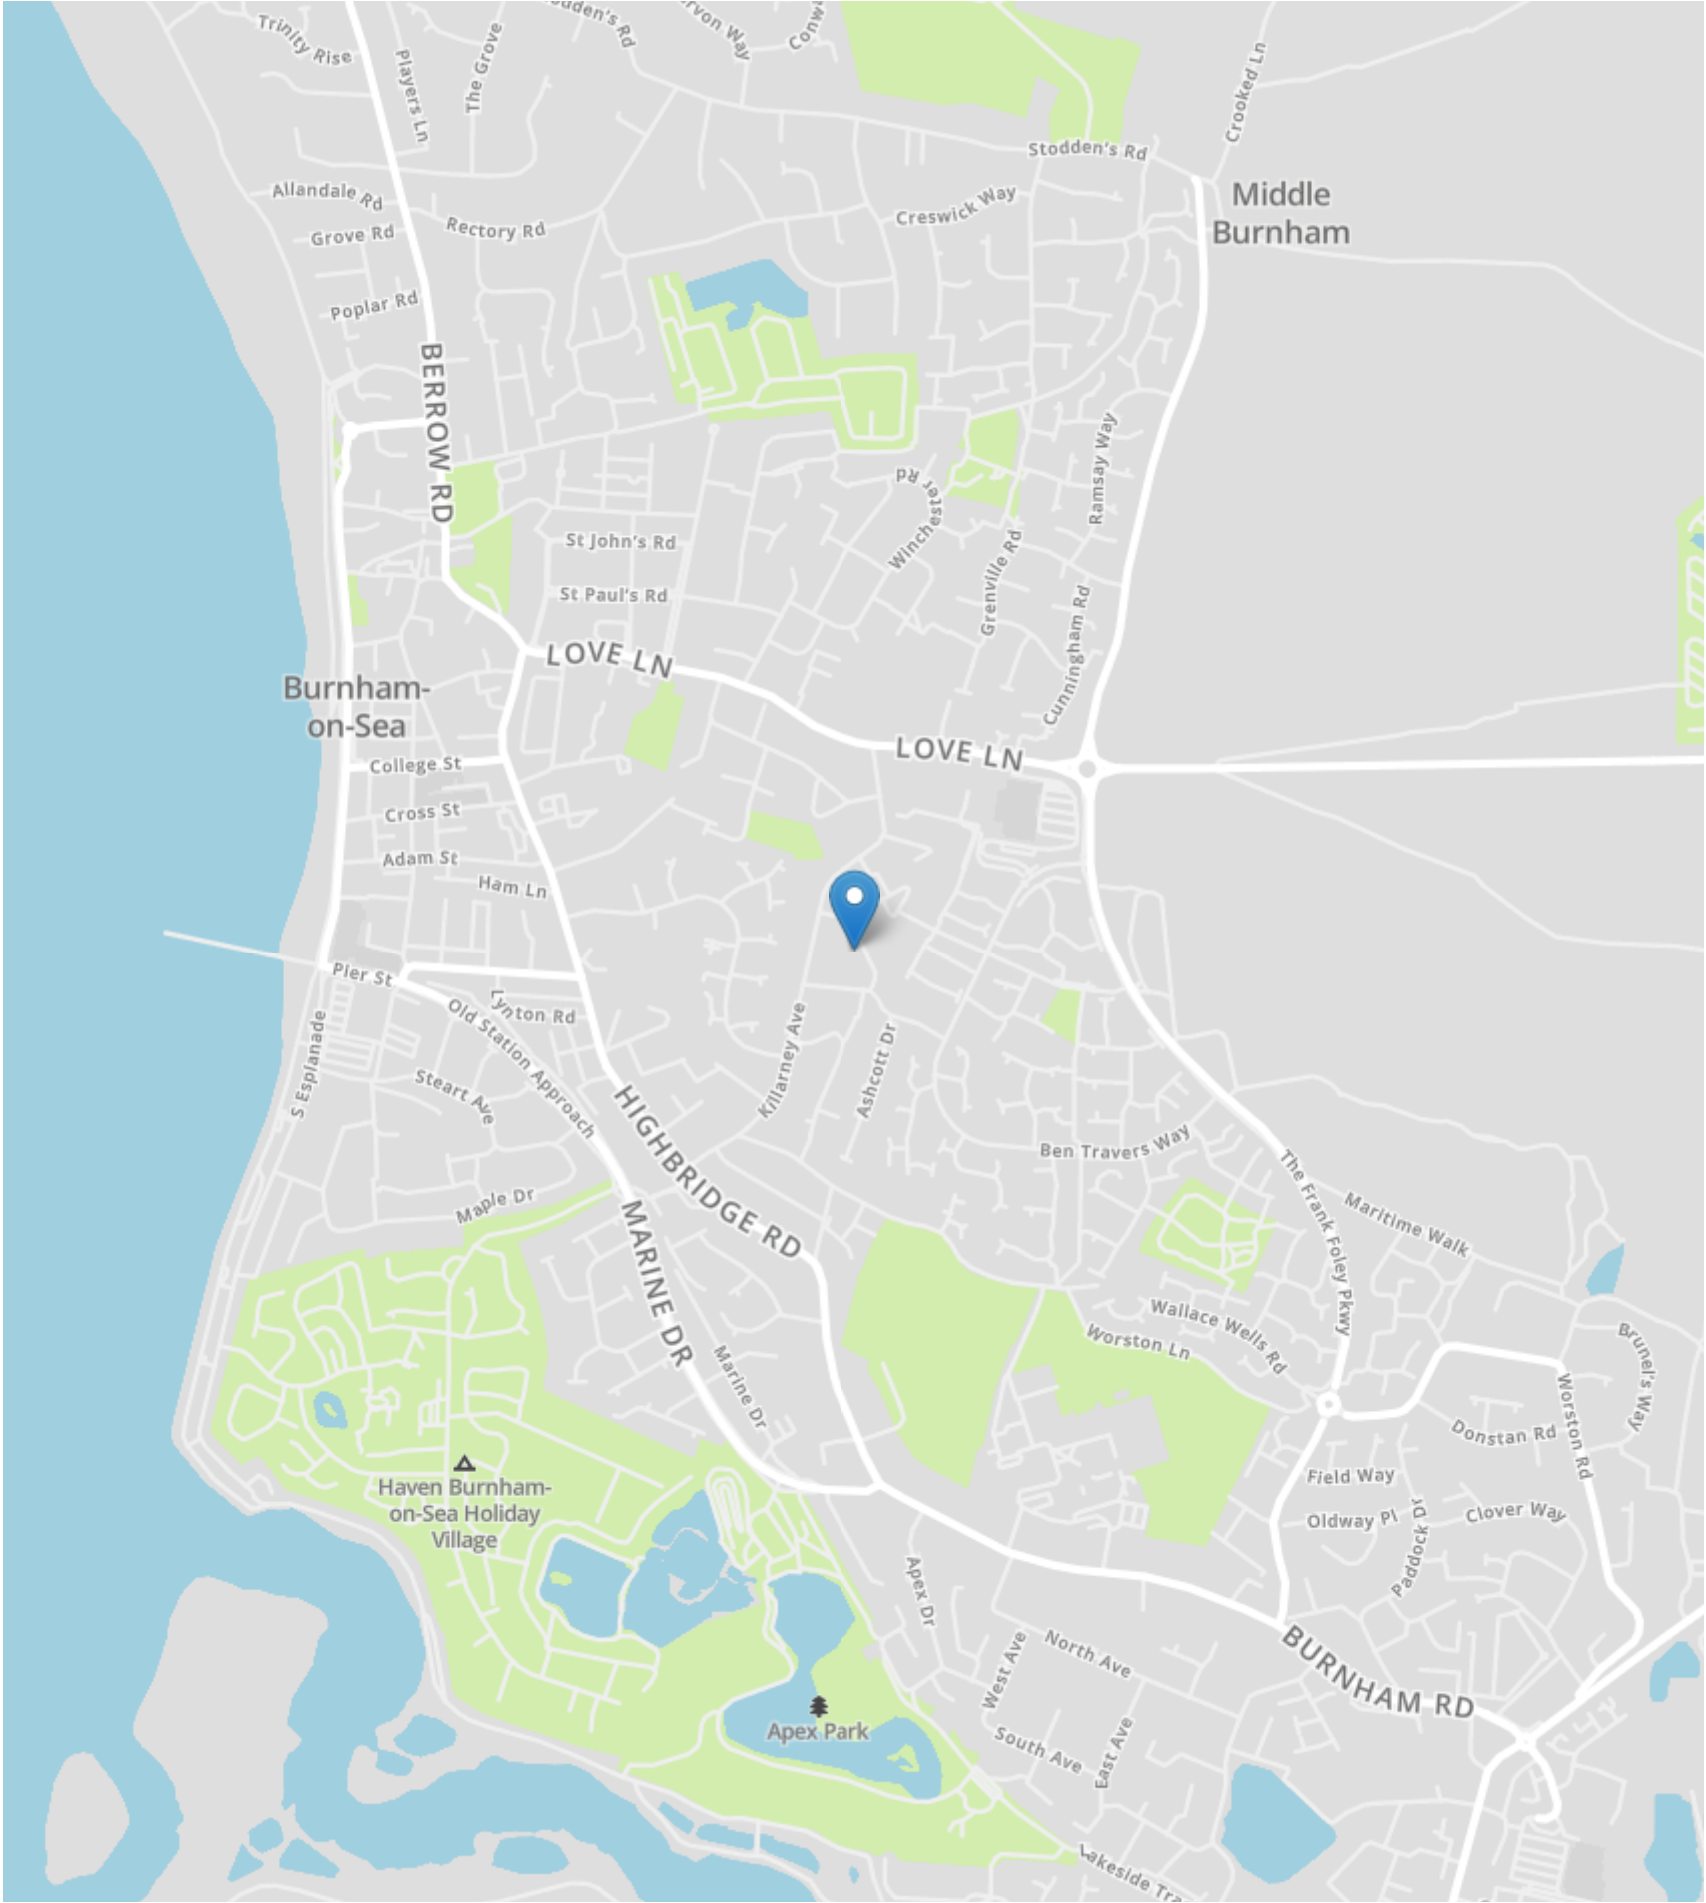 Trinity Rise
Players Ln
The Grove
Stodden's Rd
Crooked Ln
Allandale Rd
Grove Rd
Rectory Rd
Creswick Way
Middle
Burnham
Poplar Rd
BERROW RD
Ramsay Way
Winchester Rd
St John's Rd
Grenville Rd
St Paul's Rd
Cunningham Rd
LOVE LN
Burnham-
on-Sea
LOVE LN
College St
Cross St
Adam St
Ham Ln
Pier St
Lynton Rd
Old Station Approach
S Esplanade
Steart Ave
Killarney Ave
Ashcott Dr
HIGHBRIDGE RD
Ben Travers Way
The Frank Foley Pkwy
Maritime Walk
Maple Dr
MARINE DR
Wallace Wells Rd
Worston Ln
Marine Dr
Brunel's Way
Worston Rd
Donstan Rd
Field Way
Haven Burnham-
on-Sea Holiday
Village
Oldway Pl
Paddock Dr
Clover Way
Apex Dr
North Ave
West Ave
BURNHAM RD
Apex Park
South Ave
East Ave
Lakeside